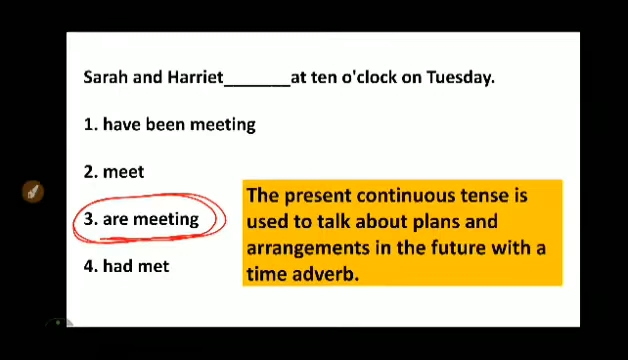 Sarah and Harriet_______at ten o'clock on Tuesday.
1. have been meeting
2. meet
3. are meeting
4. had met
The present continuous tense is
used to talk about plans and
arrangements in the future with a
time adverb.